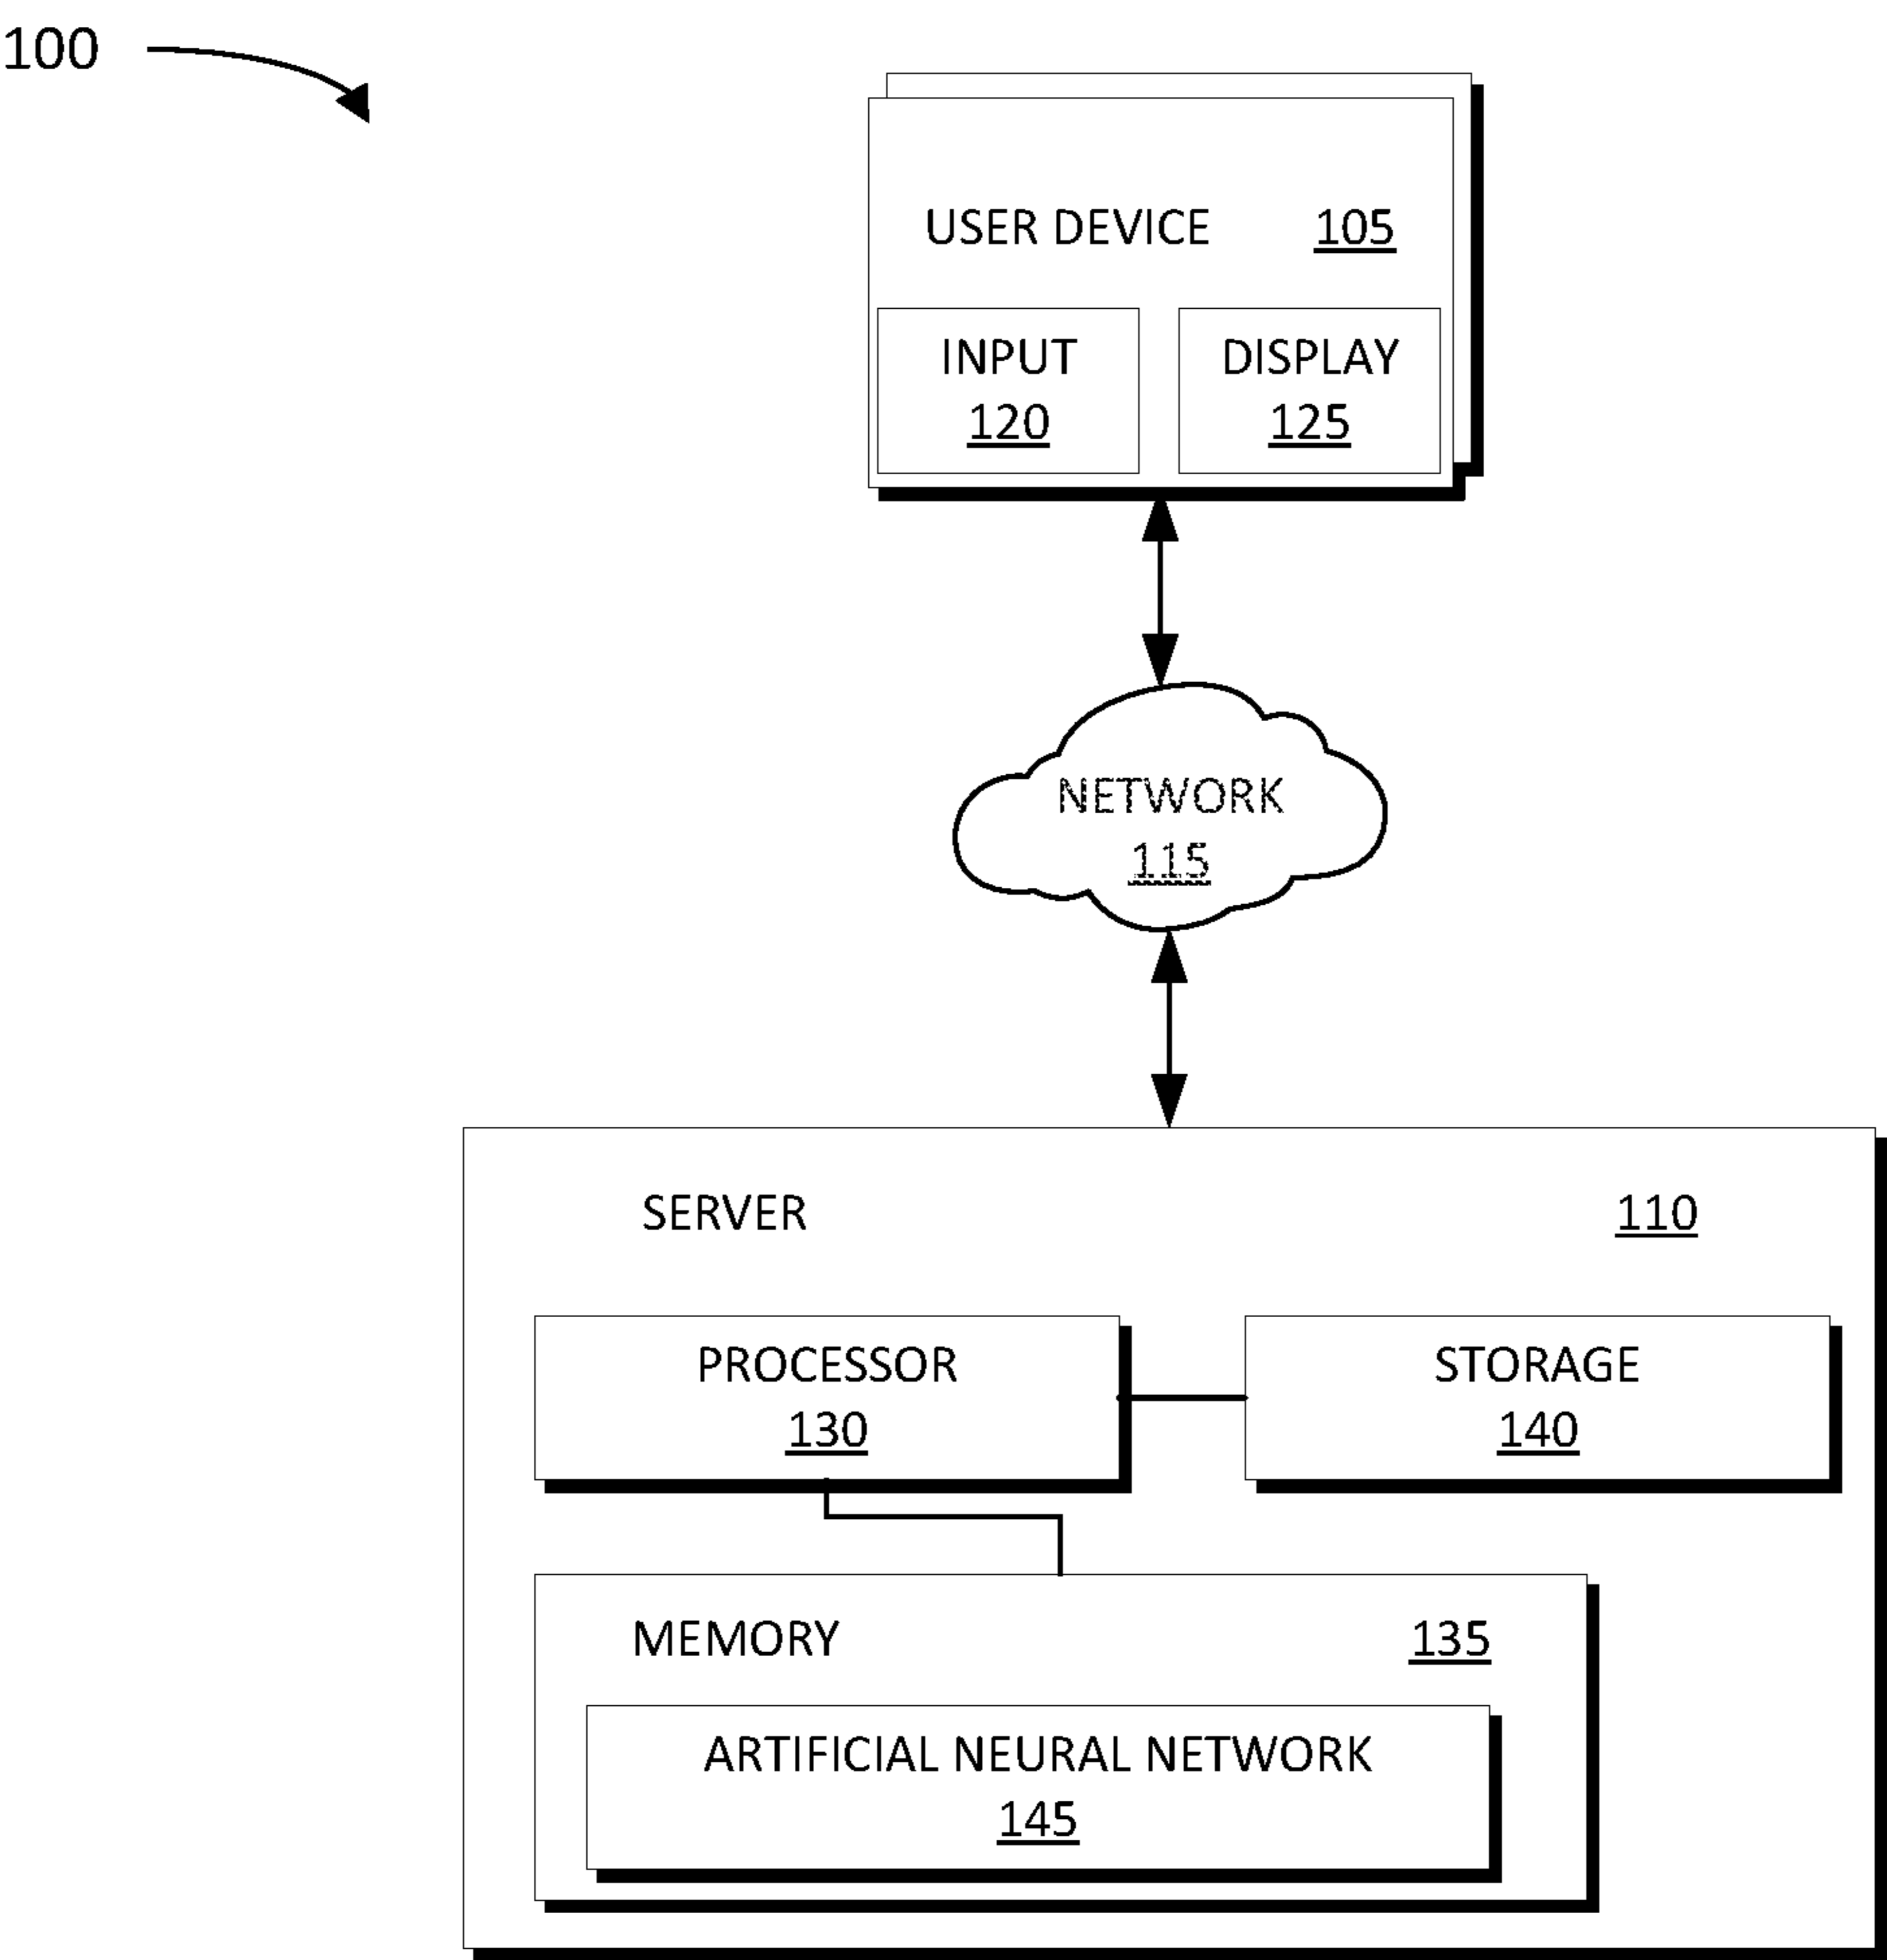 100
USER DEVICE 105
INPUT
120
DISPLAY
125
NETWORK
115
SERVER 110
PROCESSOR
130
STORAGE
140
MEMORY 135
ARTIFICIAL NEURAL NETWORK
145